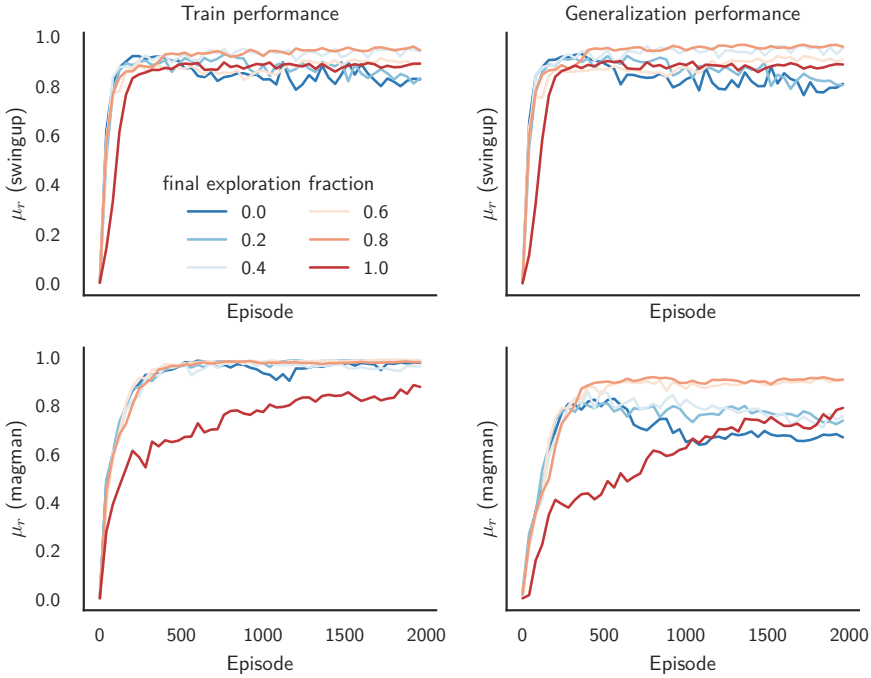 Train performance
Generalization performance
1.0
0.8
0.6
0.4
0.2
0.0
μr (swingup)
final exploration fraction
0.0
0.2
0.4
0.6
0.8
1.0
Episode
μr (swingup)
Episode
1.0
0.8
0.6
0.4
0.2
0.0
μr (magman)
0 500 1000 1500 2000
Episode
μr (magman)
0 500 1000 1500 2000
Episode